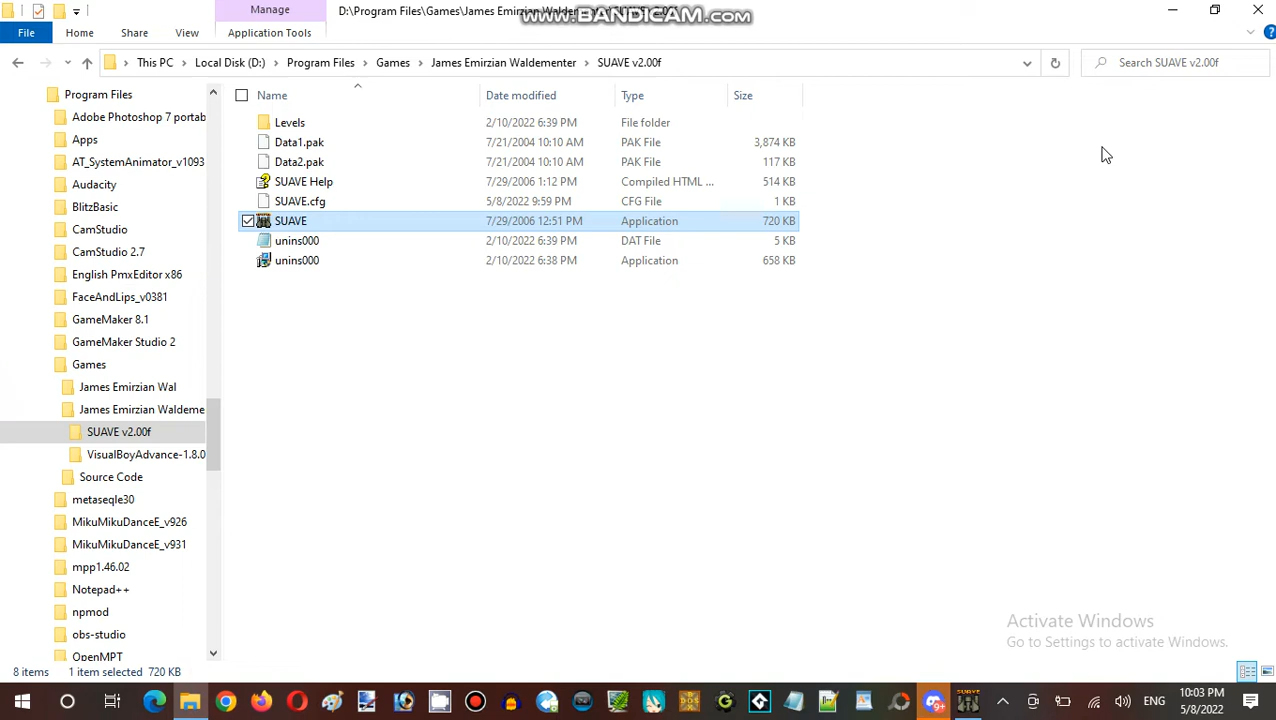 Manage
D:\Program Files\Games\James Emirzian
www.BANDICAM.com
File
Home
Share
View
Application Tools
This PC
Local Disk (D:)
Program Files
Games
James Emirzian Waldementer
SUAVE v2.00f
Search SUAVE v2.00f
Program Files
Adobe Photoshop 7 portab
Apps
AT_SystemAnimator_v1093
Audacity
BlitzBasic
CamStudio
CamStudio 2.7
English PmxEditor x86
FaceAndLips_v0381
GameMaker 8.1
GameMaker Studio 2
Games
James Emirzian Wal
James Emirzian Waldeme
SUAVE v2.00f
VisualBoyAdvance-1.8.0
Source Code
metaseqle30
MikuMikuDanceE_v926
MikuMikuDanceE_v931
mpp1.46.02
Notepad++
npmod
obs-studio
OpenMPT
Name Date modified Type Size
Levels 2/10/2022 6:39 PM File folder
Data1.pak 7/21/2004 10:10 AM PAK File 3,874 KB
Data2.pak 7/21/2004 10:10 AM PAK File 117 KB
SUAVE Help 7/29/2006 1:12 PM Compiled HTML ... 514 KB
SUAVE.cfg 5/8/2022 9:59 PM CFG File 1 KB
SUAVE 7/29/2006 12:51 PM Application 720 KB
unins000 2/10/2022 6:39 PM DAT File 5 KB
unins000 2/10/2022 6:38 PM Application 658 KB
Activate Windows
Go to Settings to activate Windows.
8 items 1 item selected 720 KB
9+
SUAVE
ENG
10:03 PM
5/8/2022